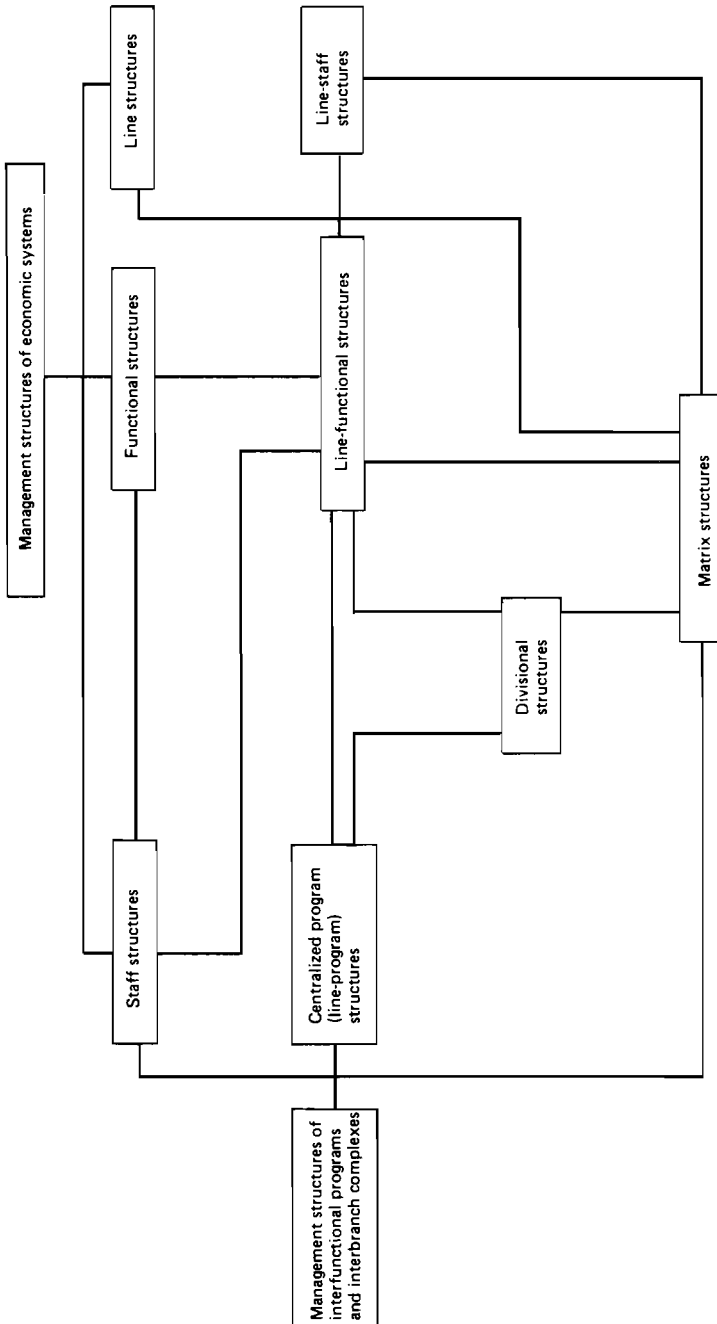 Management structures of economic systems
Staff structures
Functional structures
Line structures
Management structures of
interfunctional programs
and interbranch complexes
Centralized program
(line-program)
structures
Line-functional structures
Line-staff
structures
Divisional
structures
Matrix structures